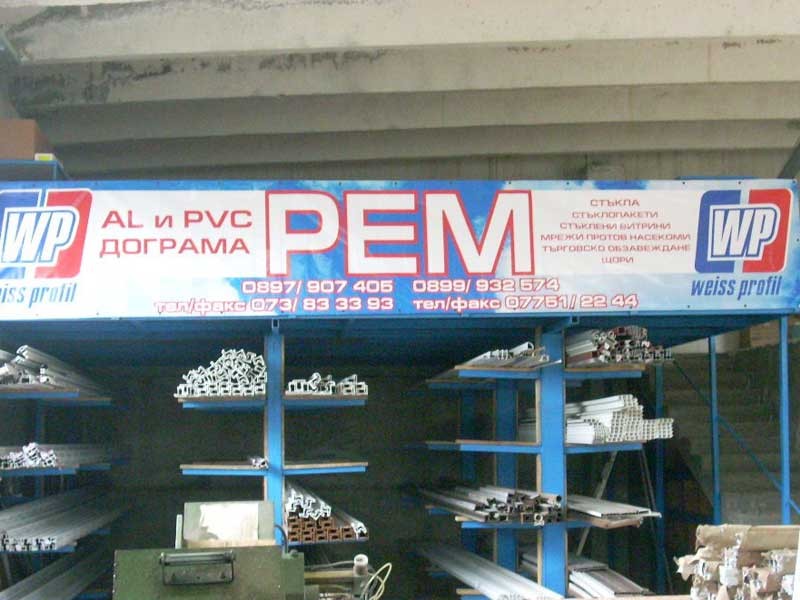 WP
weiss profil
AL и PVC
ДОГРАМА
РЕМ
СТЪКЛА
СТЪКЛОПАКЕТИ
СТЪКЛЕНИ ВИТРИНИ
МРЕЖИ ПРОТОВ НАСЕКОМИ
ТЪРГОВСКО ОБЗАВЕЖДАНЕ
ЩОРИ
0897/ 907 405 0899/ 932 574
тел/факс 073/ 83 33 93 тел/факс 07751/ 22 44
WP
weiss profil